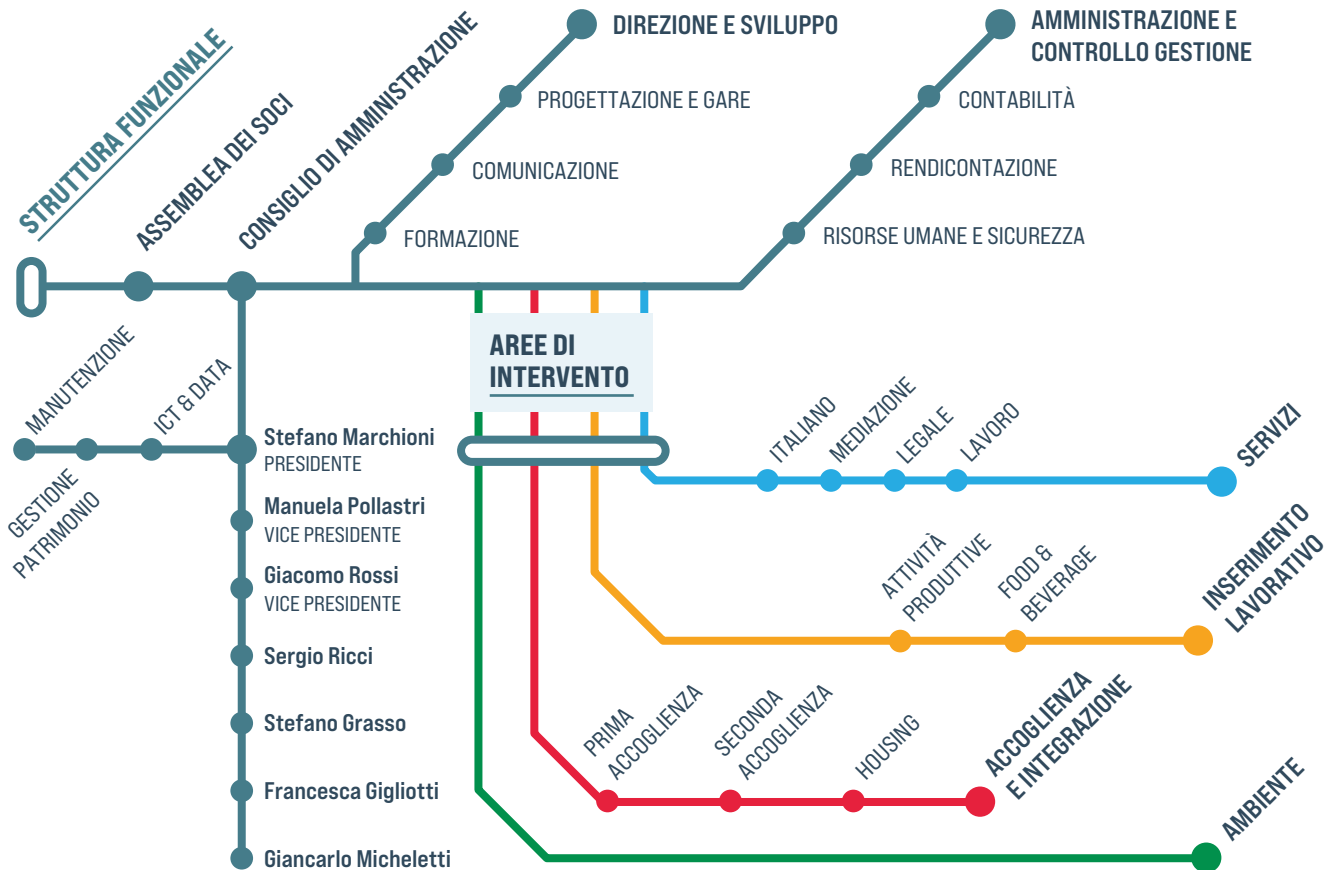 STRUTTURA FUNZIONALE
ASSEMBLEA DEI SOCI
CONSIGLIO DI AMMINISTRAZIONE
DIREZIONE E SVILUPPO
PROGETTAZIONE E GARE
COMUNICAZIONE
FORMAZIONE
AMMINISTRAZIONE E
CONTROLLO GESTIONE
CONTABILITÀ
RENDICONTAZIONE
RISORSE UMANE E SICUREZZA
MANUTENZIONE
GESTIONE
PATRIMONIO
ICT & DATA
Stefano Marchioni
PRESIDENTE
Manuela Pollastri
VICE PRESIDENTE
Giacomo Rossi
VICE PRESIDENTE
Sergio Ricci
Stefano Grasso
Francesca Gigliotti
Giancarlo Micheletti
AREE DI
INTERVENTO
ITALIANO
MEDIAZIONE
LEGALE
LAVORO
SERVIZI
ATTIVITÀ
PRODUTTIVE
FOOD &
BEVERAGE
INSERIMENTO
LAVORATIVO
PRIMA
ACCOGLIENZA
SECONDA
ACCOGLIENZA
HOUSING
ACCOGLIENZA
E INTEGRAZIONE
AMBIENTE